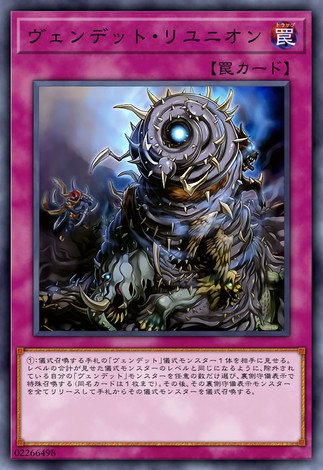 ヴェンデット・リユニオン
トラップ
罠
【罠カード】
①:儀式召喚する手札の「ヴェンデット」儀式モンスター1体を相手に見せる。
レベルの合計が見せた儀式モンスターのレベルと同じになるように、除外され
ている自分の「ヴェンデット」モンスターを任意の数だけ選び、裏側守備表示で
特殊召喚する(同名カードは1枚まで)。その後、その裏側守備表示モンスター
を全てリリースして手札からその儀式モンスターを儀式召喚する。
02266498